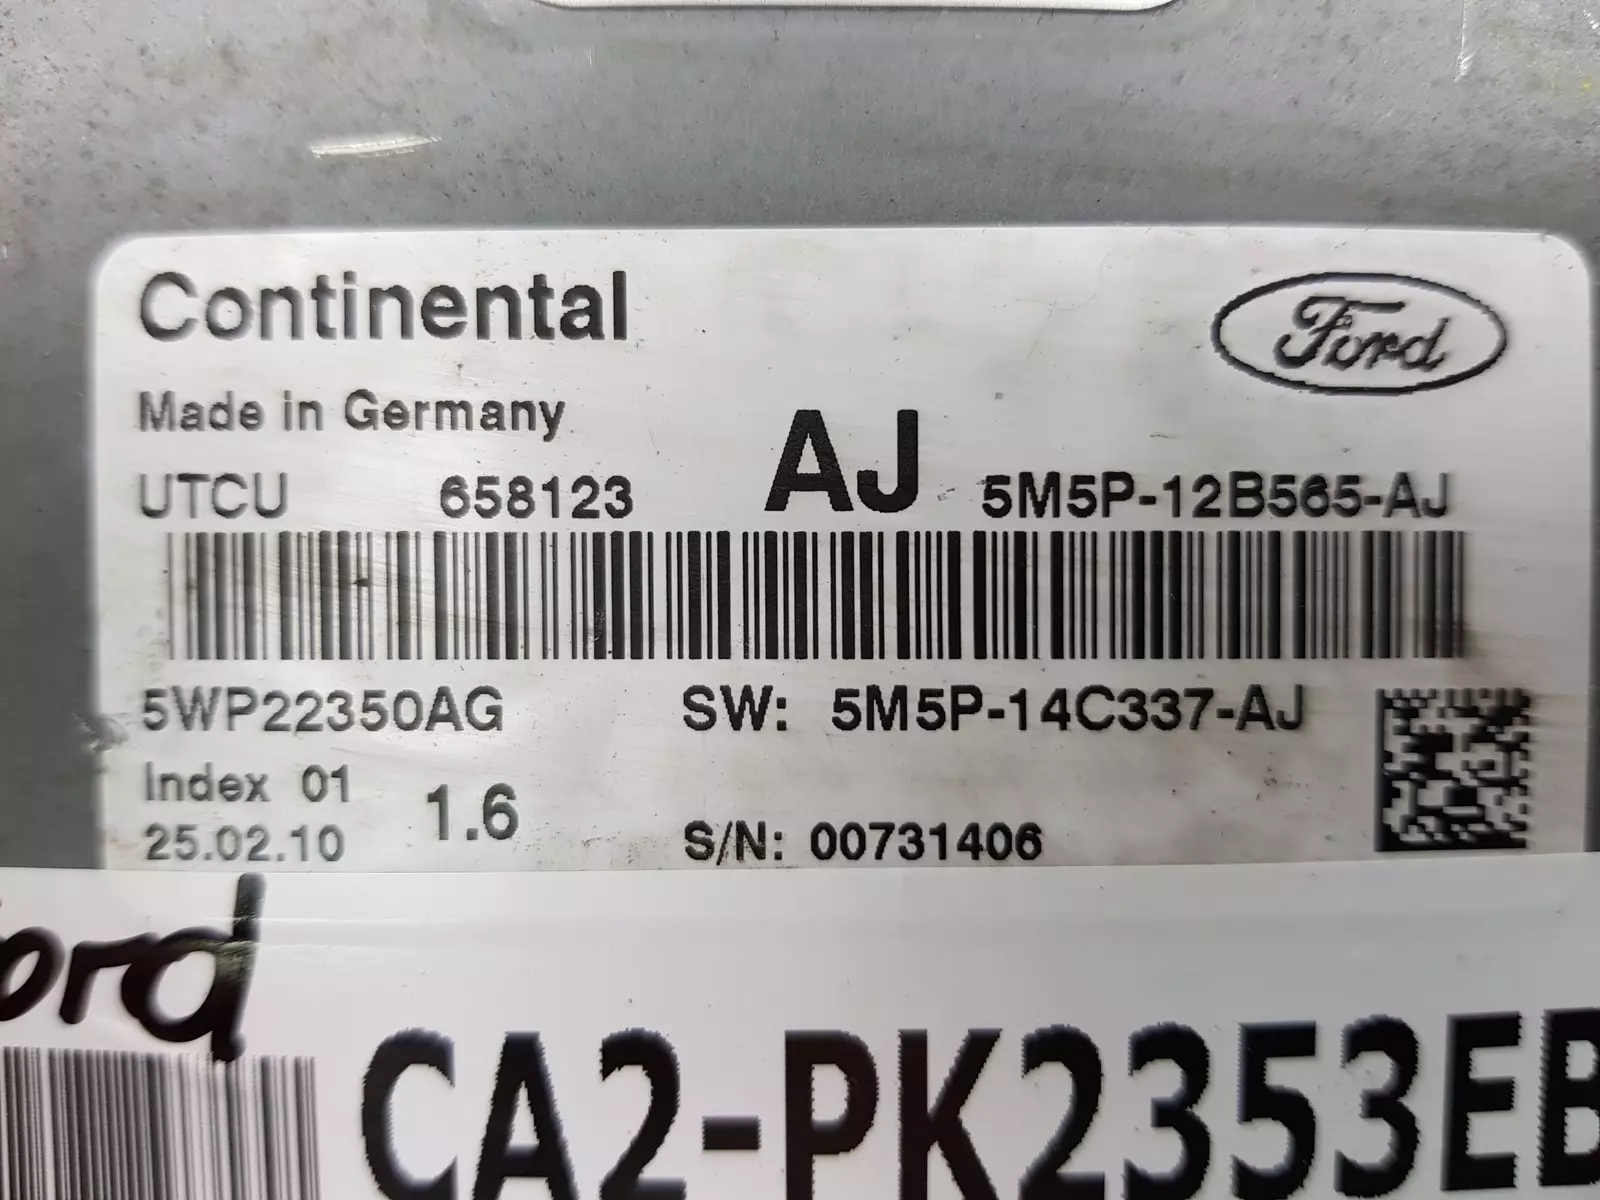 Continental
Ford
Made in Germany
UTCU 658123 AJ 5M5P-12B565-AJ
5WP22350AG SW: 5M5P-14C337-AJ
Index 01 1.6
25.02.10 S/N: 00731406
ord
CA2-PK2353EB